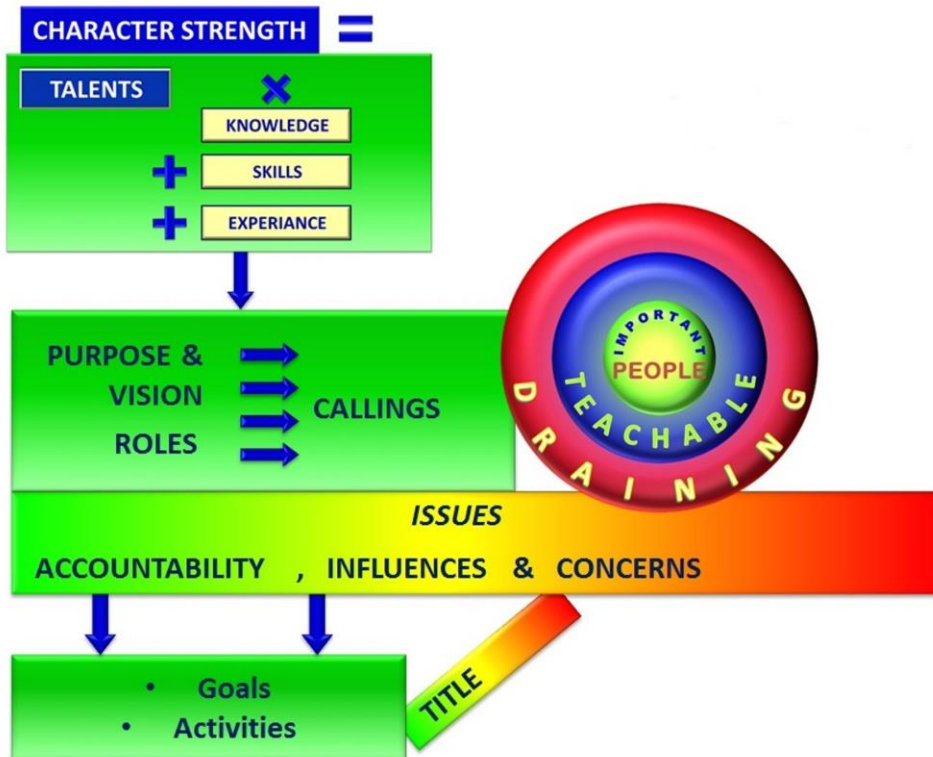 CHARACTER STRENGTH =
TALENTS ×
KNOWLEDGE
+ SKILLS
+ EXPERIANCE
PURPOSE &
VISION
ROLES
CALLINGS
IMPORTANT
PEOPLE
TEACHABLE
DRAINING
ISSUES
ACCOUNTABILITY , INFLUENCES & CONCERNS
TITLE
• Goals
• Activities